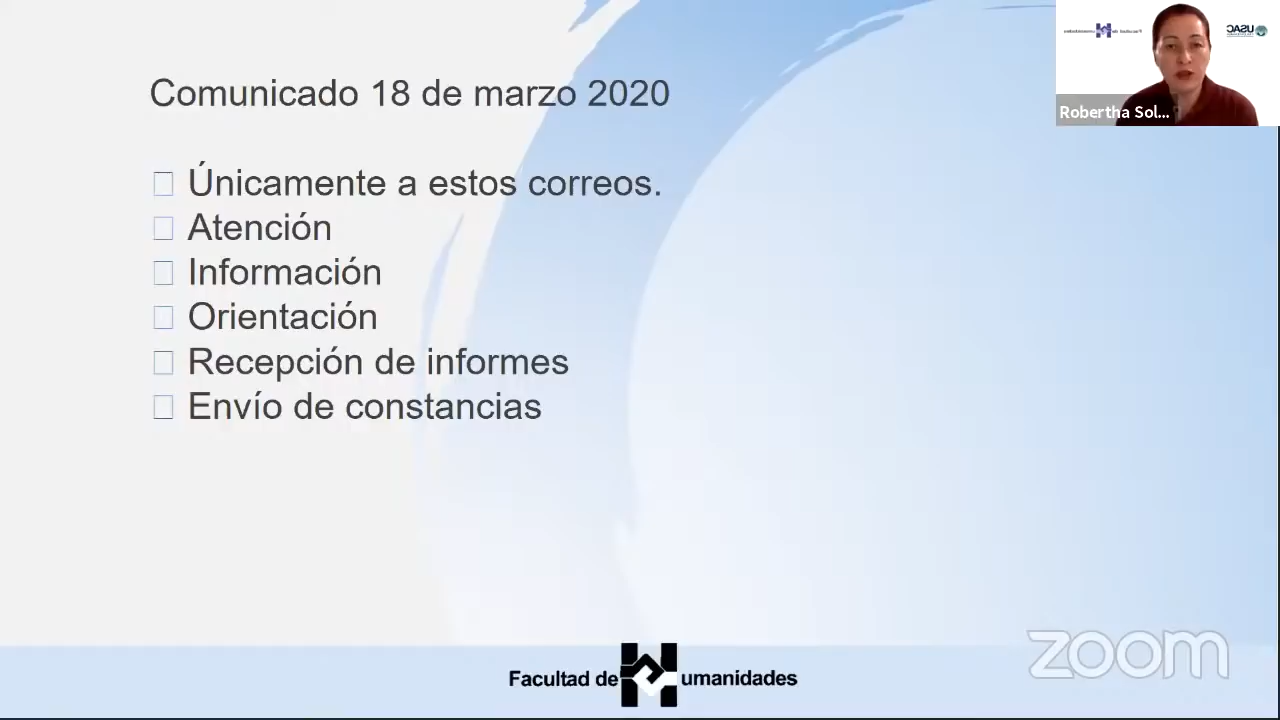 Comunicado 18 de marzo 2020
Únicamente a estos correos.
Atención
Información
Orientación
Recepción de informes
Envío de constancias
Robertha Sol...
USAC
zoom
Facultad de Humanidades